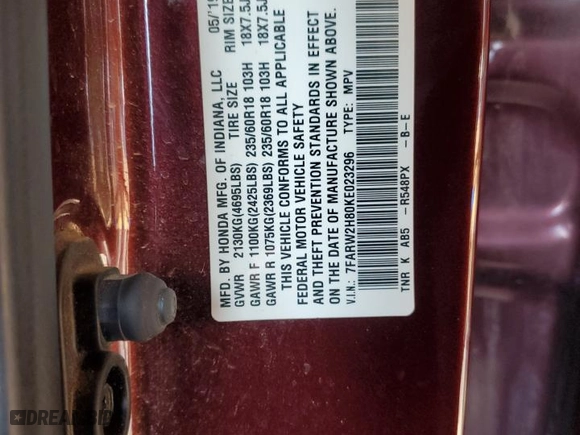 MFD. BY HONDA MFG. OF INDIANA, LLC 05/'19
GVWR 2130KG(4695LBS) TIRE SIZE RIM SIZE
GAWR F 1100KG(2425LBS) 235/60R18 103H 18X7.5J
GAWR R 1075KG(2369LBS) 235/60R18 103H 18X7.5J
THIS VEHICLE CONFORMS TO ALL APPLICABLE
FEDERAL MOTOR VEHICLE SAFETY
AND THEFT PREVENTION STANDARDS IN EFFECT
ON THE DATE OF MANUFACTURE SHOWN ABOVE.
V.I.N.: 7FARW2H80KE023296 TYPE: MPV
TNR K AB5 -R548PX -B-E
DREAMBID